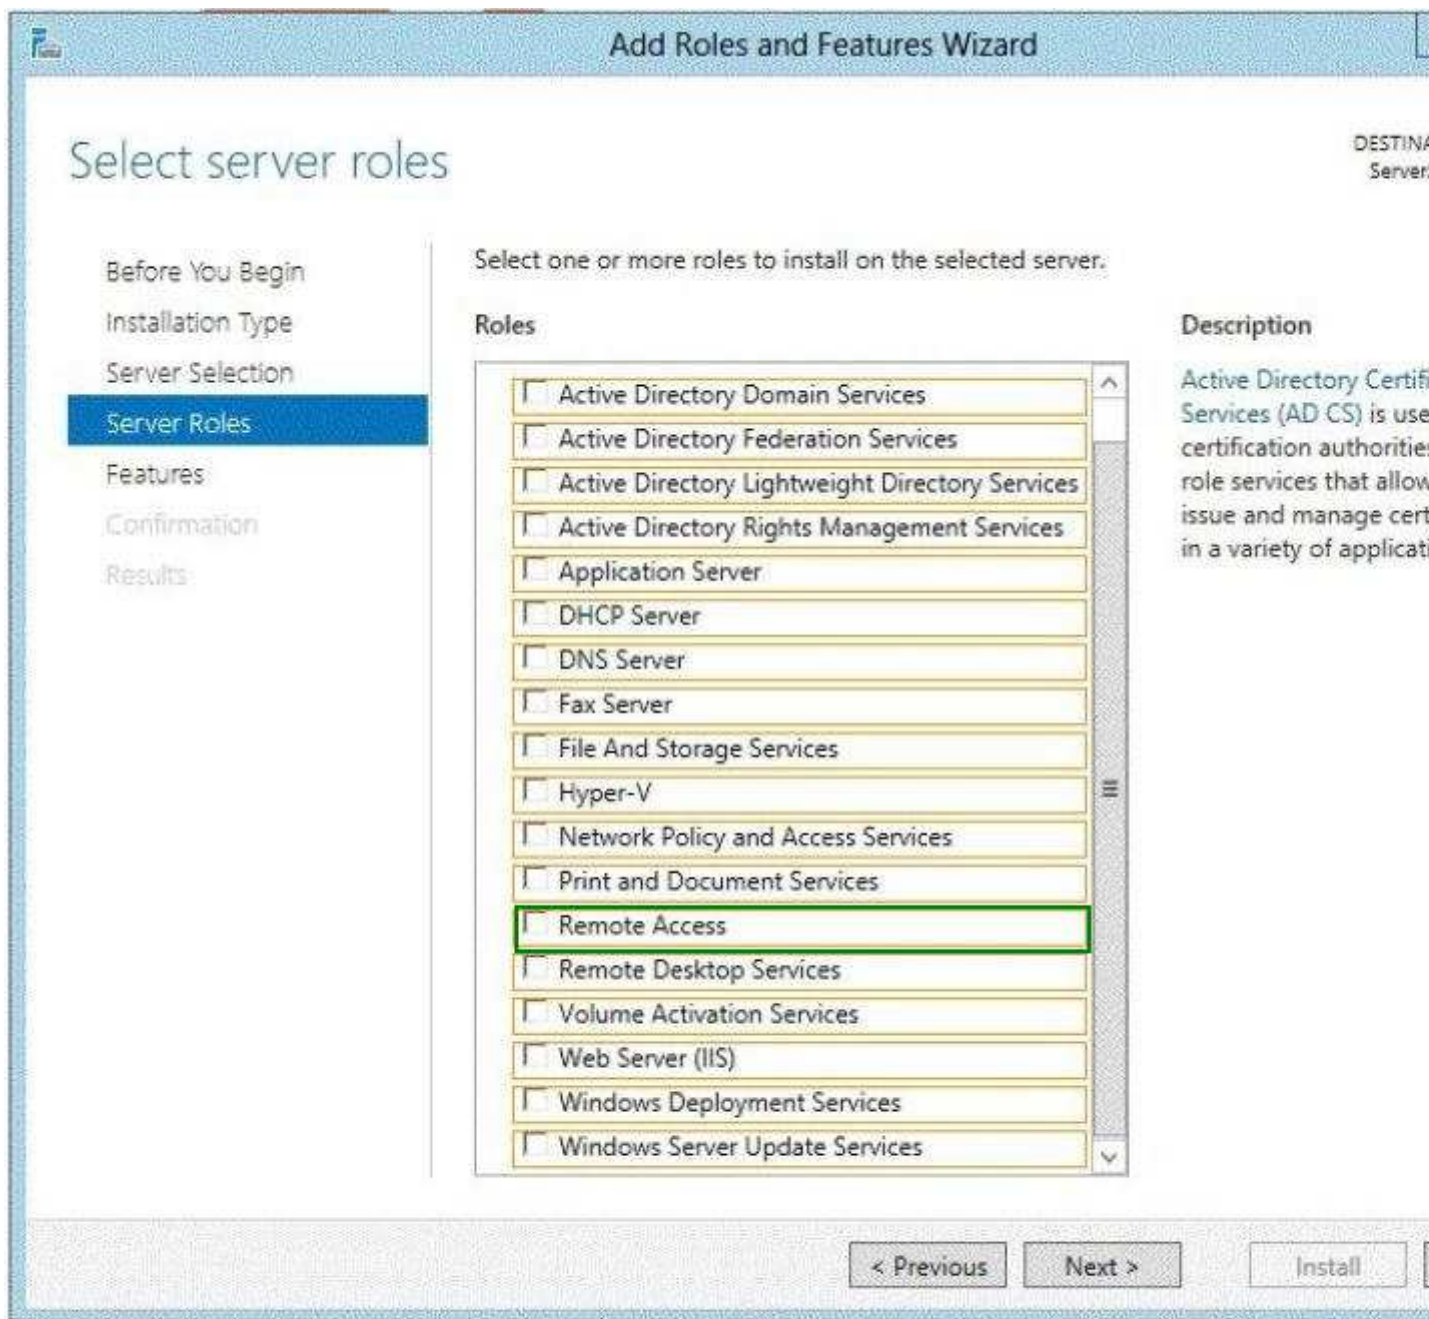 Add Roles and Features Wizard
Select server roles
Before You Begin
Installation Type
Server Selection
Server Roles
Features
Confirmation
Results
Select one or more roles to install on the selected server.
Roles
Active Directory Domain Services
Active Directory Federation Services
Active Directory Lightweight Directory Services
Active Directory Rights Management Services
Application Server
DHCP Server
DNS Server
Fax Server
File And Storage Services
Hyper-V
Network Policy and Access Services
Print and Document Services
Remote Access
Remote Desktop Services
Volume Activation Services
Web Server (IIS)
Windows Deployment Services
Windows Server Update Services
DESTINA
Server
Description
Active Directory Certifi
Services (AD CS) is use
certification authorities
role services that allow
issue and manage cert
in a variety of applicati
< Previous
Next >
Install